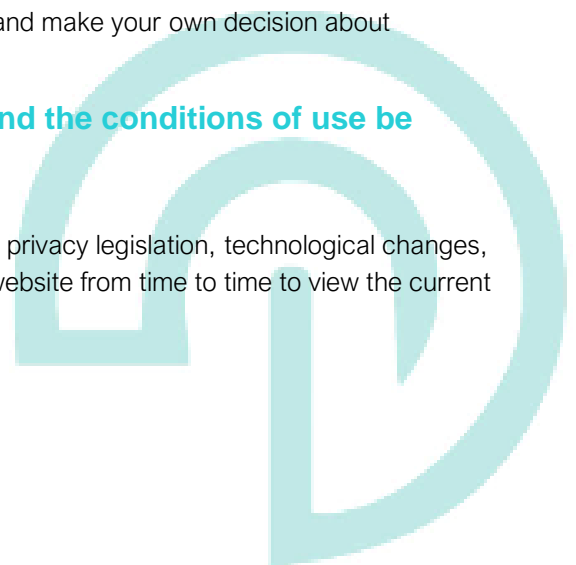 and make your own decision about
nd the conditions of use be
privacy legislation, technological changes,
website from time to time to view the current